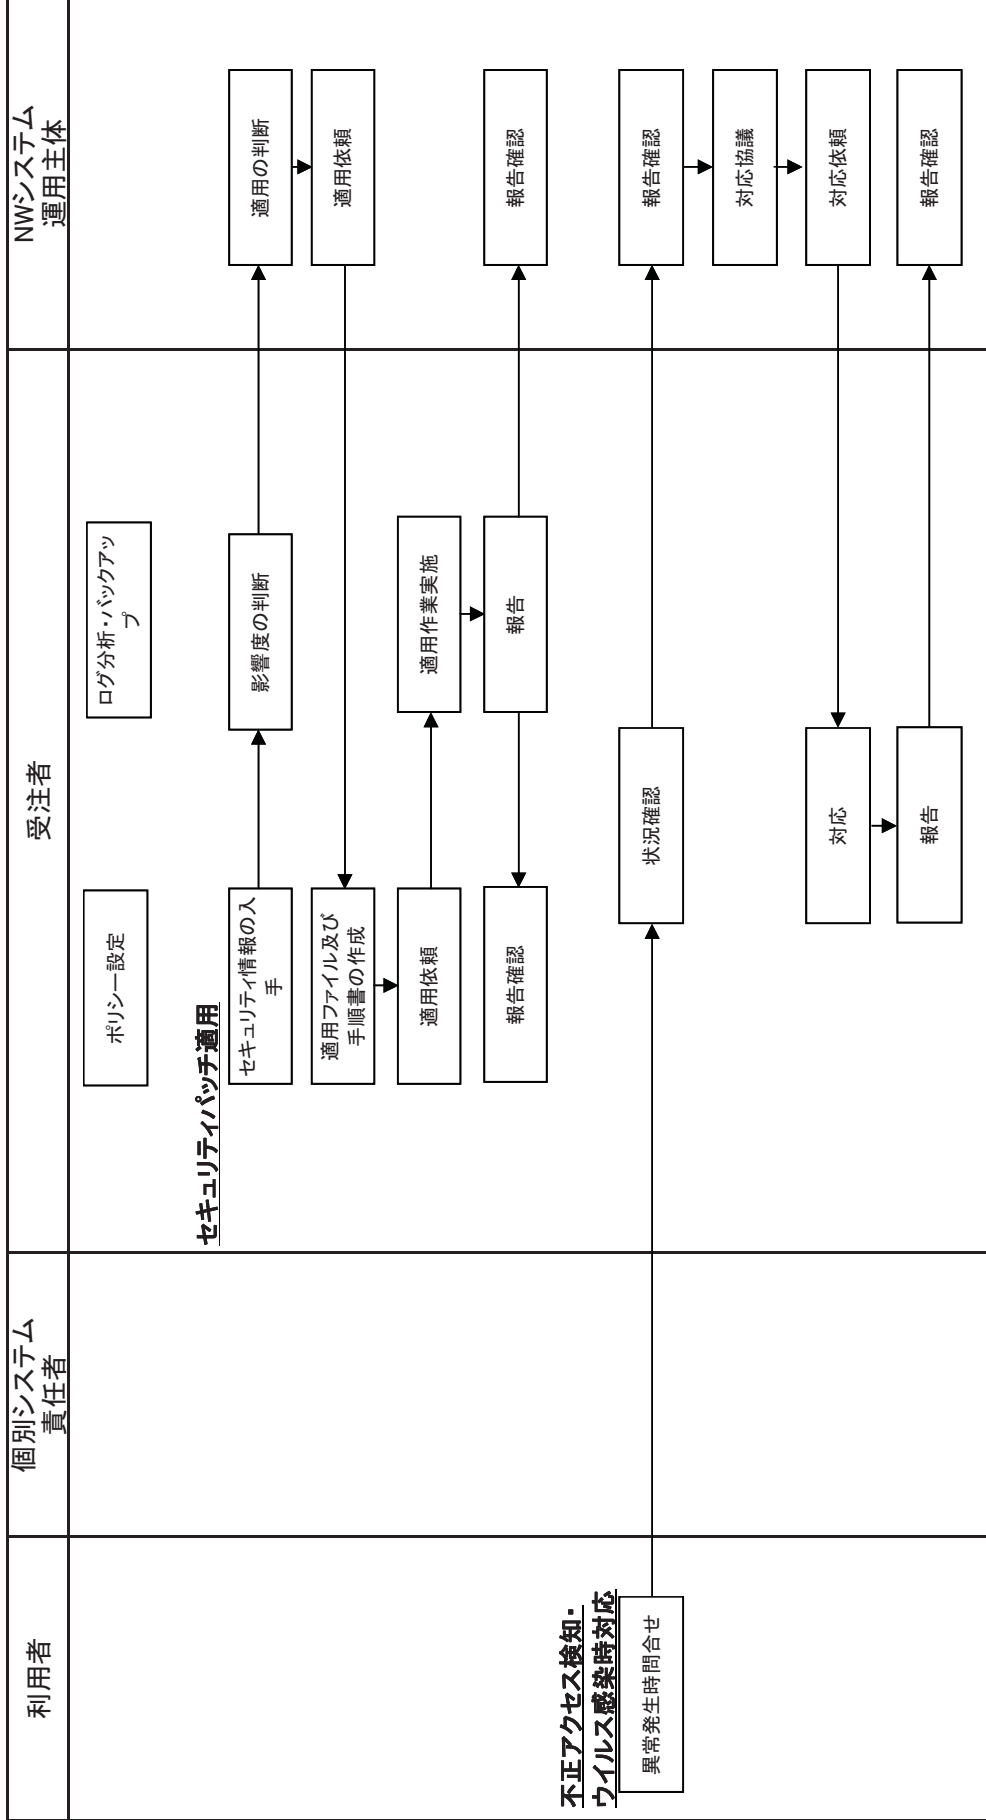 利用者
個別システム
責任者
受注者
NWシステム
運用主体
ポリシー設定
ログ分析・バックアッ
プ
セキュリティパッチ適用
セキュリティ情報の入
手
影響度の判断
適用の判断
適用ファイル及び
手順書の作成
適用依頼
適用依頼
適用作業実施
報告確認
報告
報告確認
不正アクセス検知・
ウイルス感染時対応
異常発生時問合せ
状況確認
報告確認
対応協議
対応
対応依頼
報告
報告確認